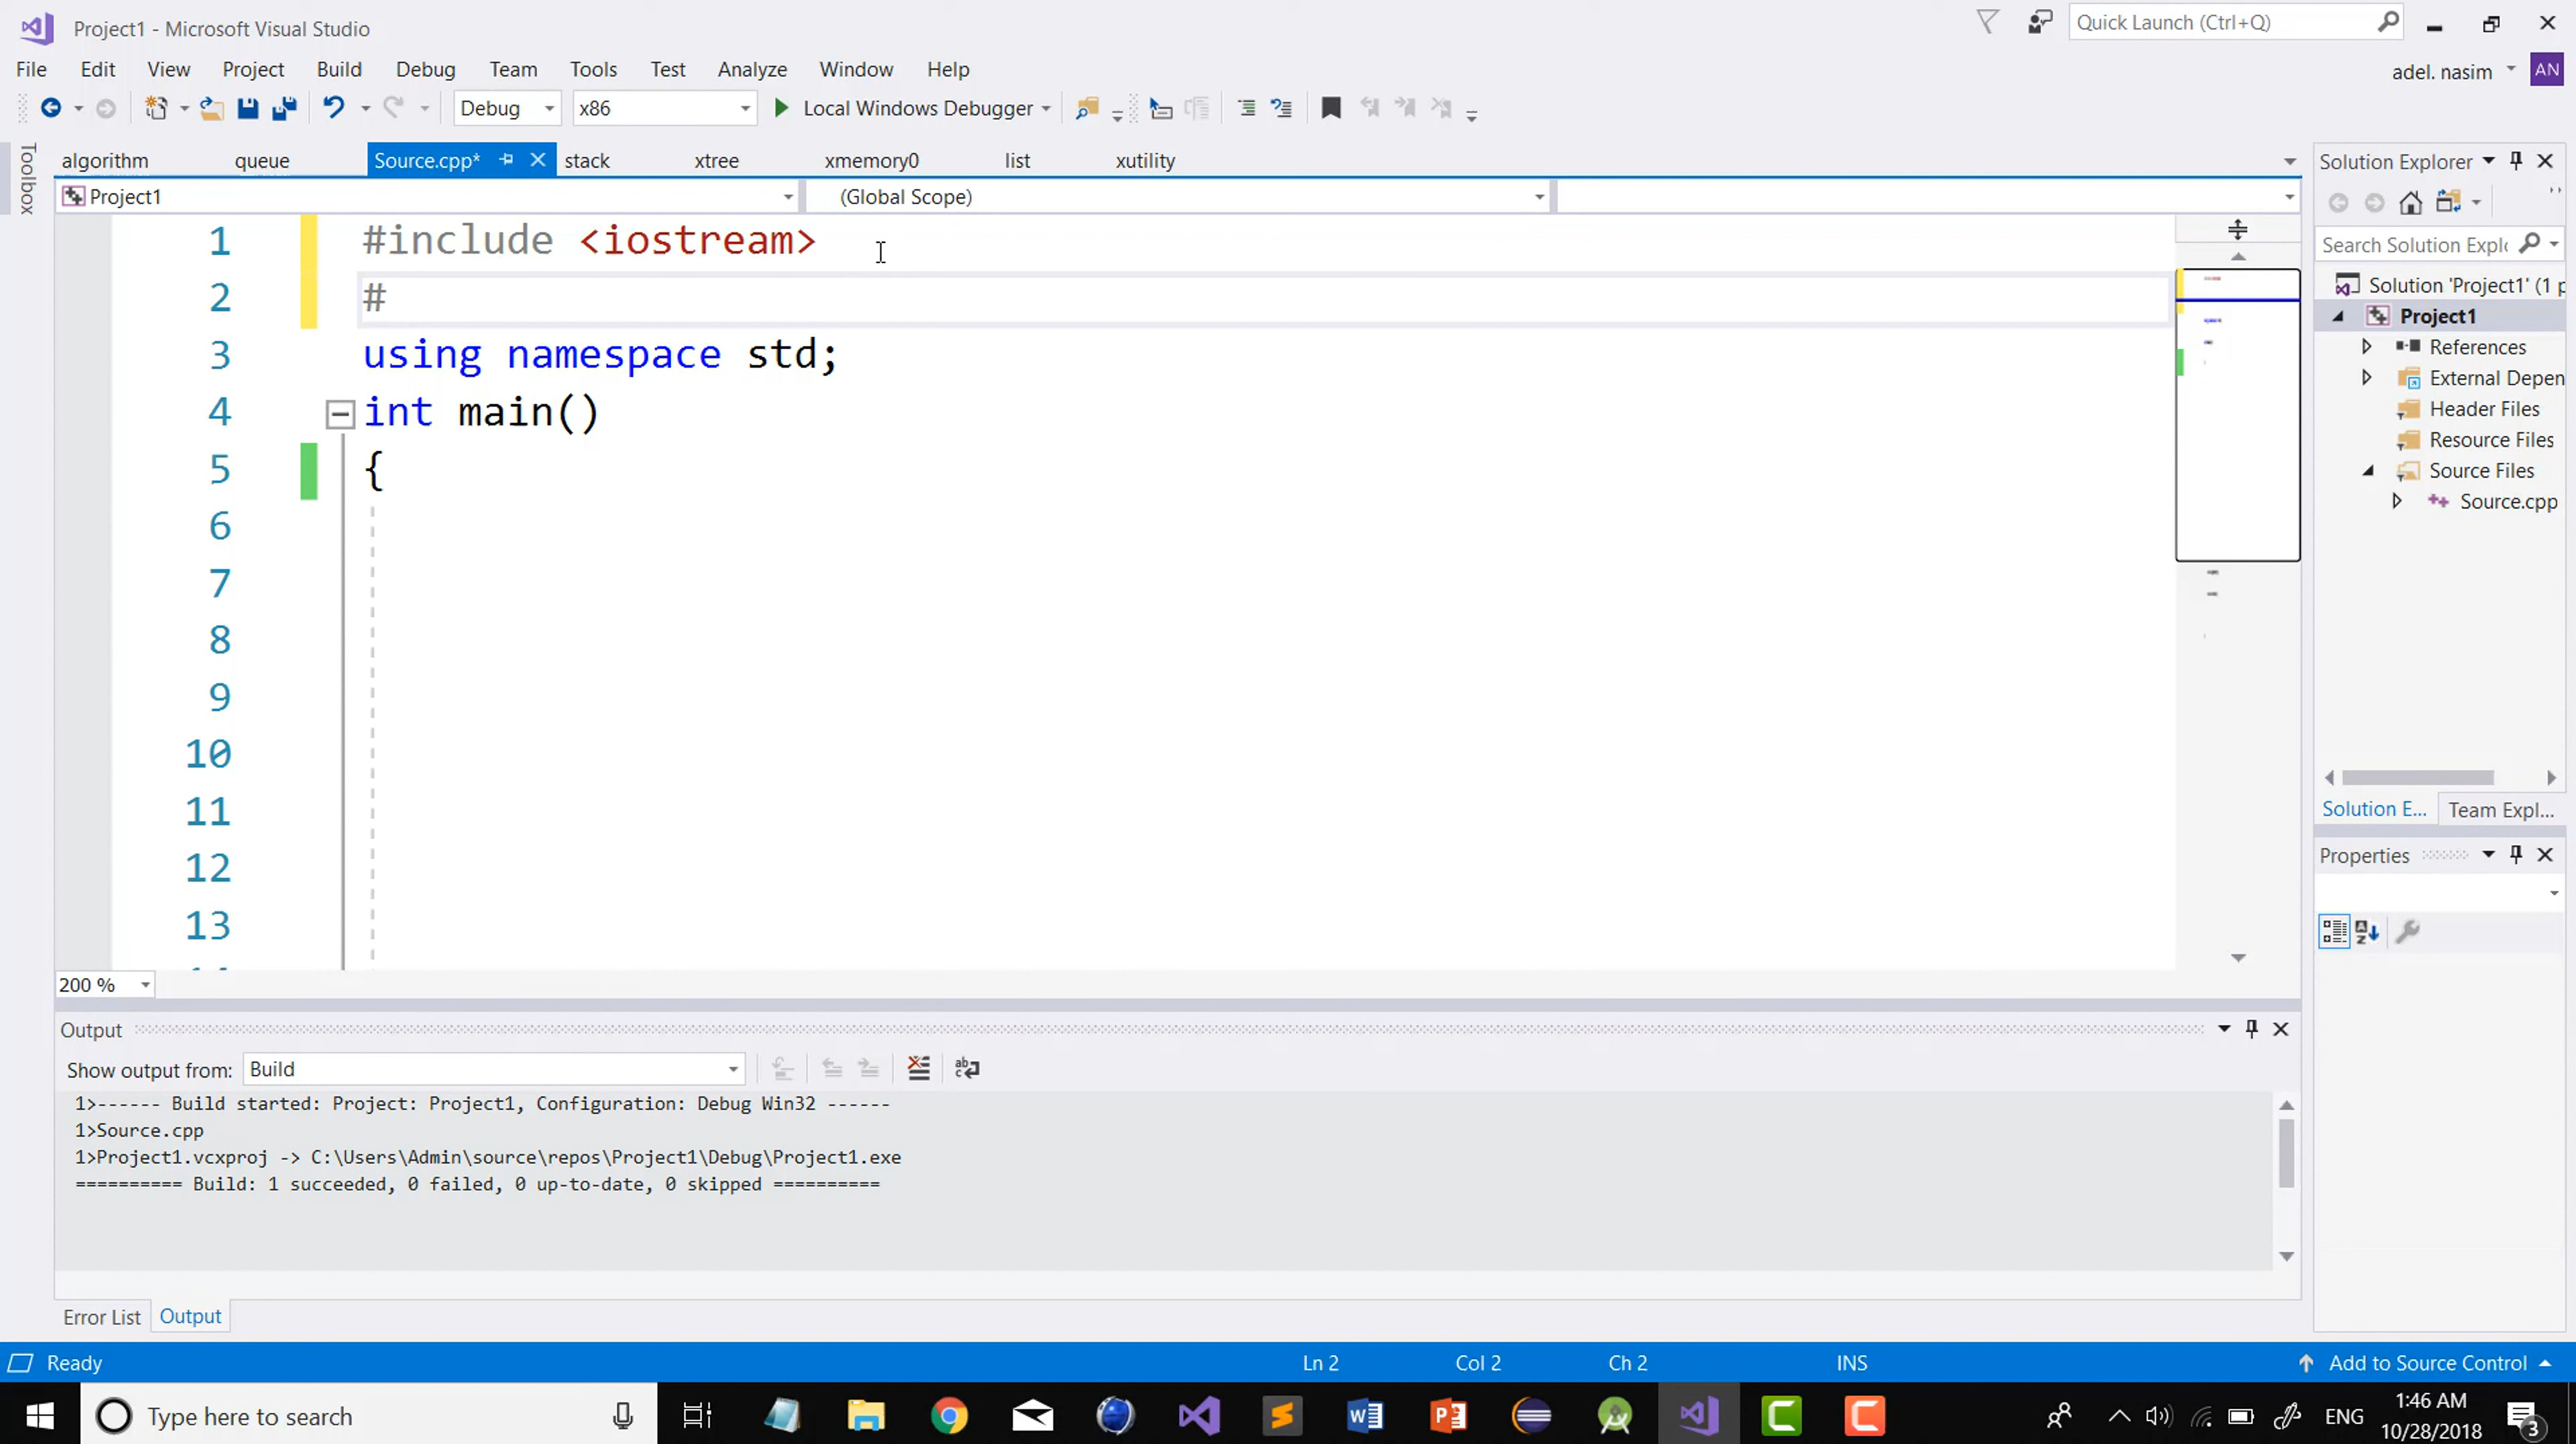 Project1 - Microsoft Visual Studio
Quick Launch (Ctrl+Q)
File Edit View Project Build Debug Team Tools Test Analyze Window Help
adel. nasim AN
Debug x86 Local Windows Debugger
Toolbox
algorithm queue Source.cpp* stack xtree xmemory0 list xutility
Project1 (Global Scope)
1 #include <iostream>
2 #
3 using namespace std;
4 int main()
5 {
6
7
8
9
10
11
12
13
200 %
Output
Show output from: Build
1>------ Build started: Project: Project1, Configuration: Debug Win32 ------
1>Source.cpp
1>Project1.vcxproj -> C:\Users\Admin\source\repos\Project1\Debug\Project1.exe
========== Build: 1 succeeded, 0 failed, 0 up-to-date, 0 skipped ==========
Error List Output
Solution Explorer
Search Solution Explo
Solution 'Project1' (1 p
Project1
References
External Depen
Header Files
Resource Files
Source Files
Source.cpp
Solution E... Team Expl...
Properties
Ready Ln 2 Col 2 Ch 2 INS Add to Source Control
Type here to search
ENG
1:46 AM
10/28/2018
3